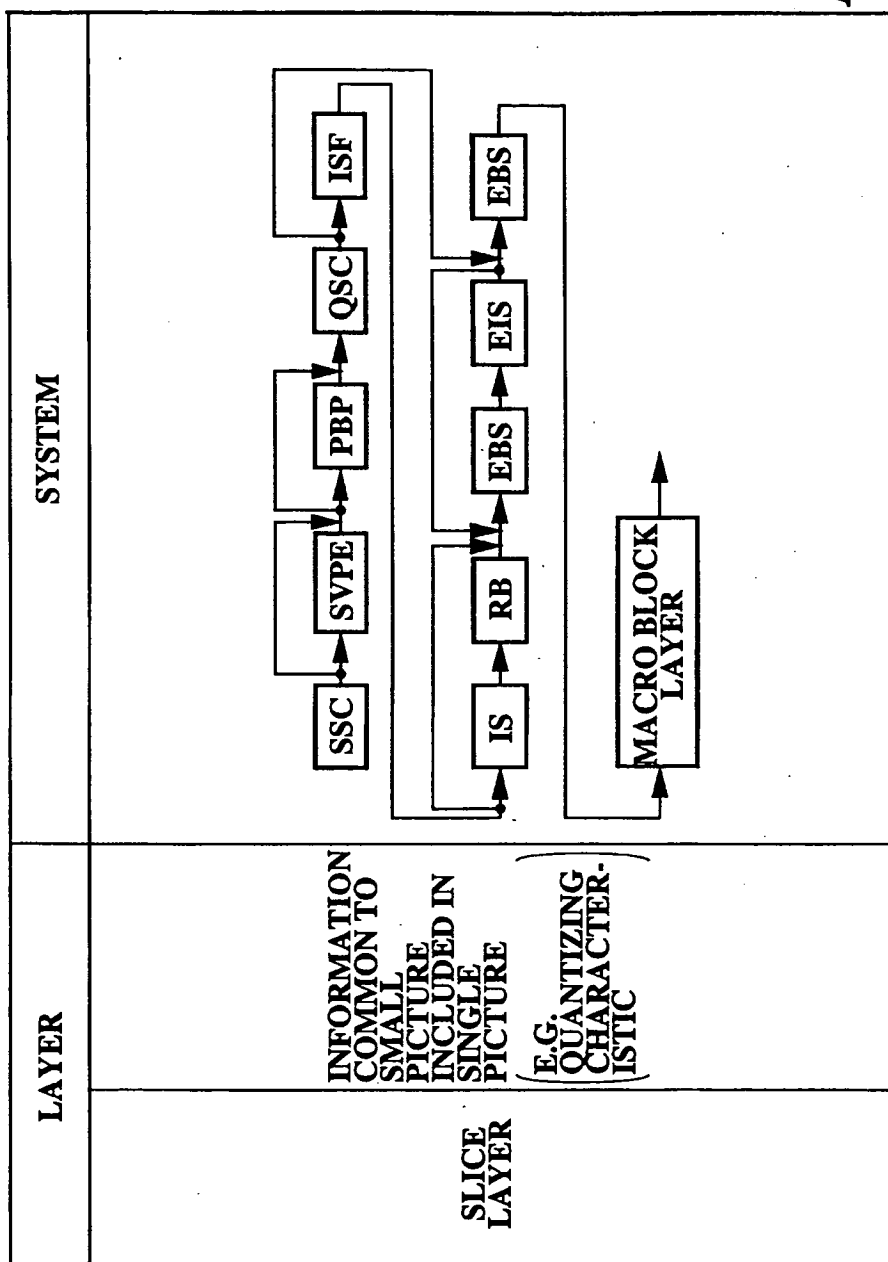 LAYER
SYSTEM
SLICE
LAYER
INFORMATION
COMMON TO
SMALL
PICTURE
INCLUDED IN
SINGLE
PICTURE
E.G.
QUANTIZING
CHARACTER-
ISTIC
SSC
SVPE
PBP
QSC
ISF
IS
RB
EBS
EIS
EBS
MACRO BLOCK
LAYER